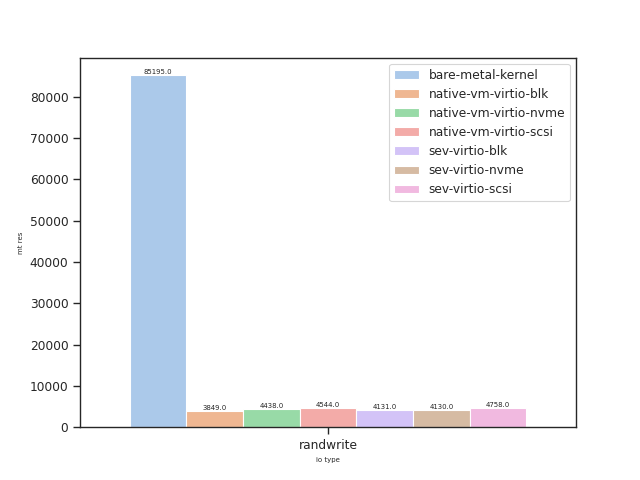 85195.0
3849.0
4438.0
4544.0
4131.0
4130.0
4758.0
bare-metal-kernel
native-vm-virtio-blk
native-vm-virtio-nvme
native-vm-virtio-scsi
sev-virtio-blk
sev-virtio-nvme
sev-virtio-scsi
80000
70000
60000
50000
40000
30000
20000
10000
0
mt res
randwrite
io type